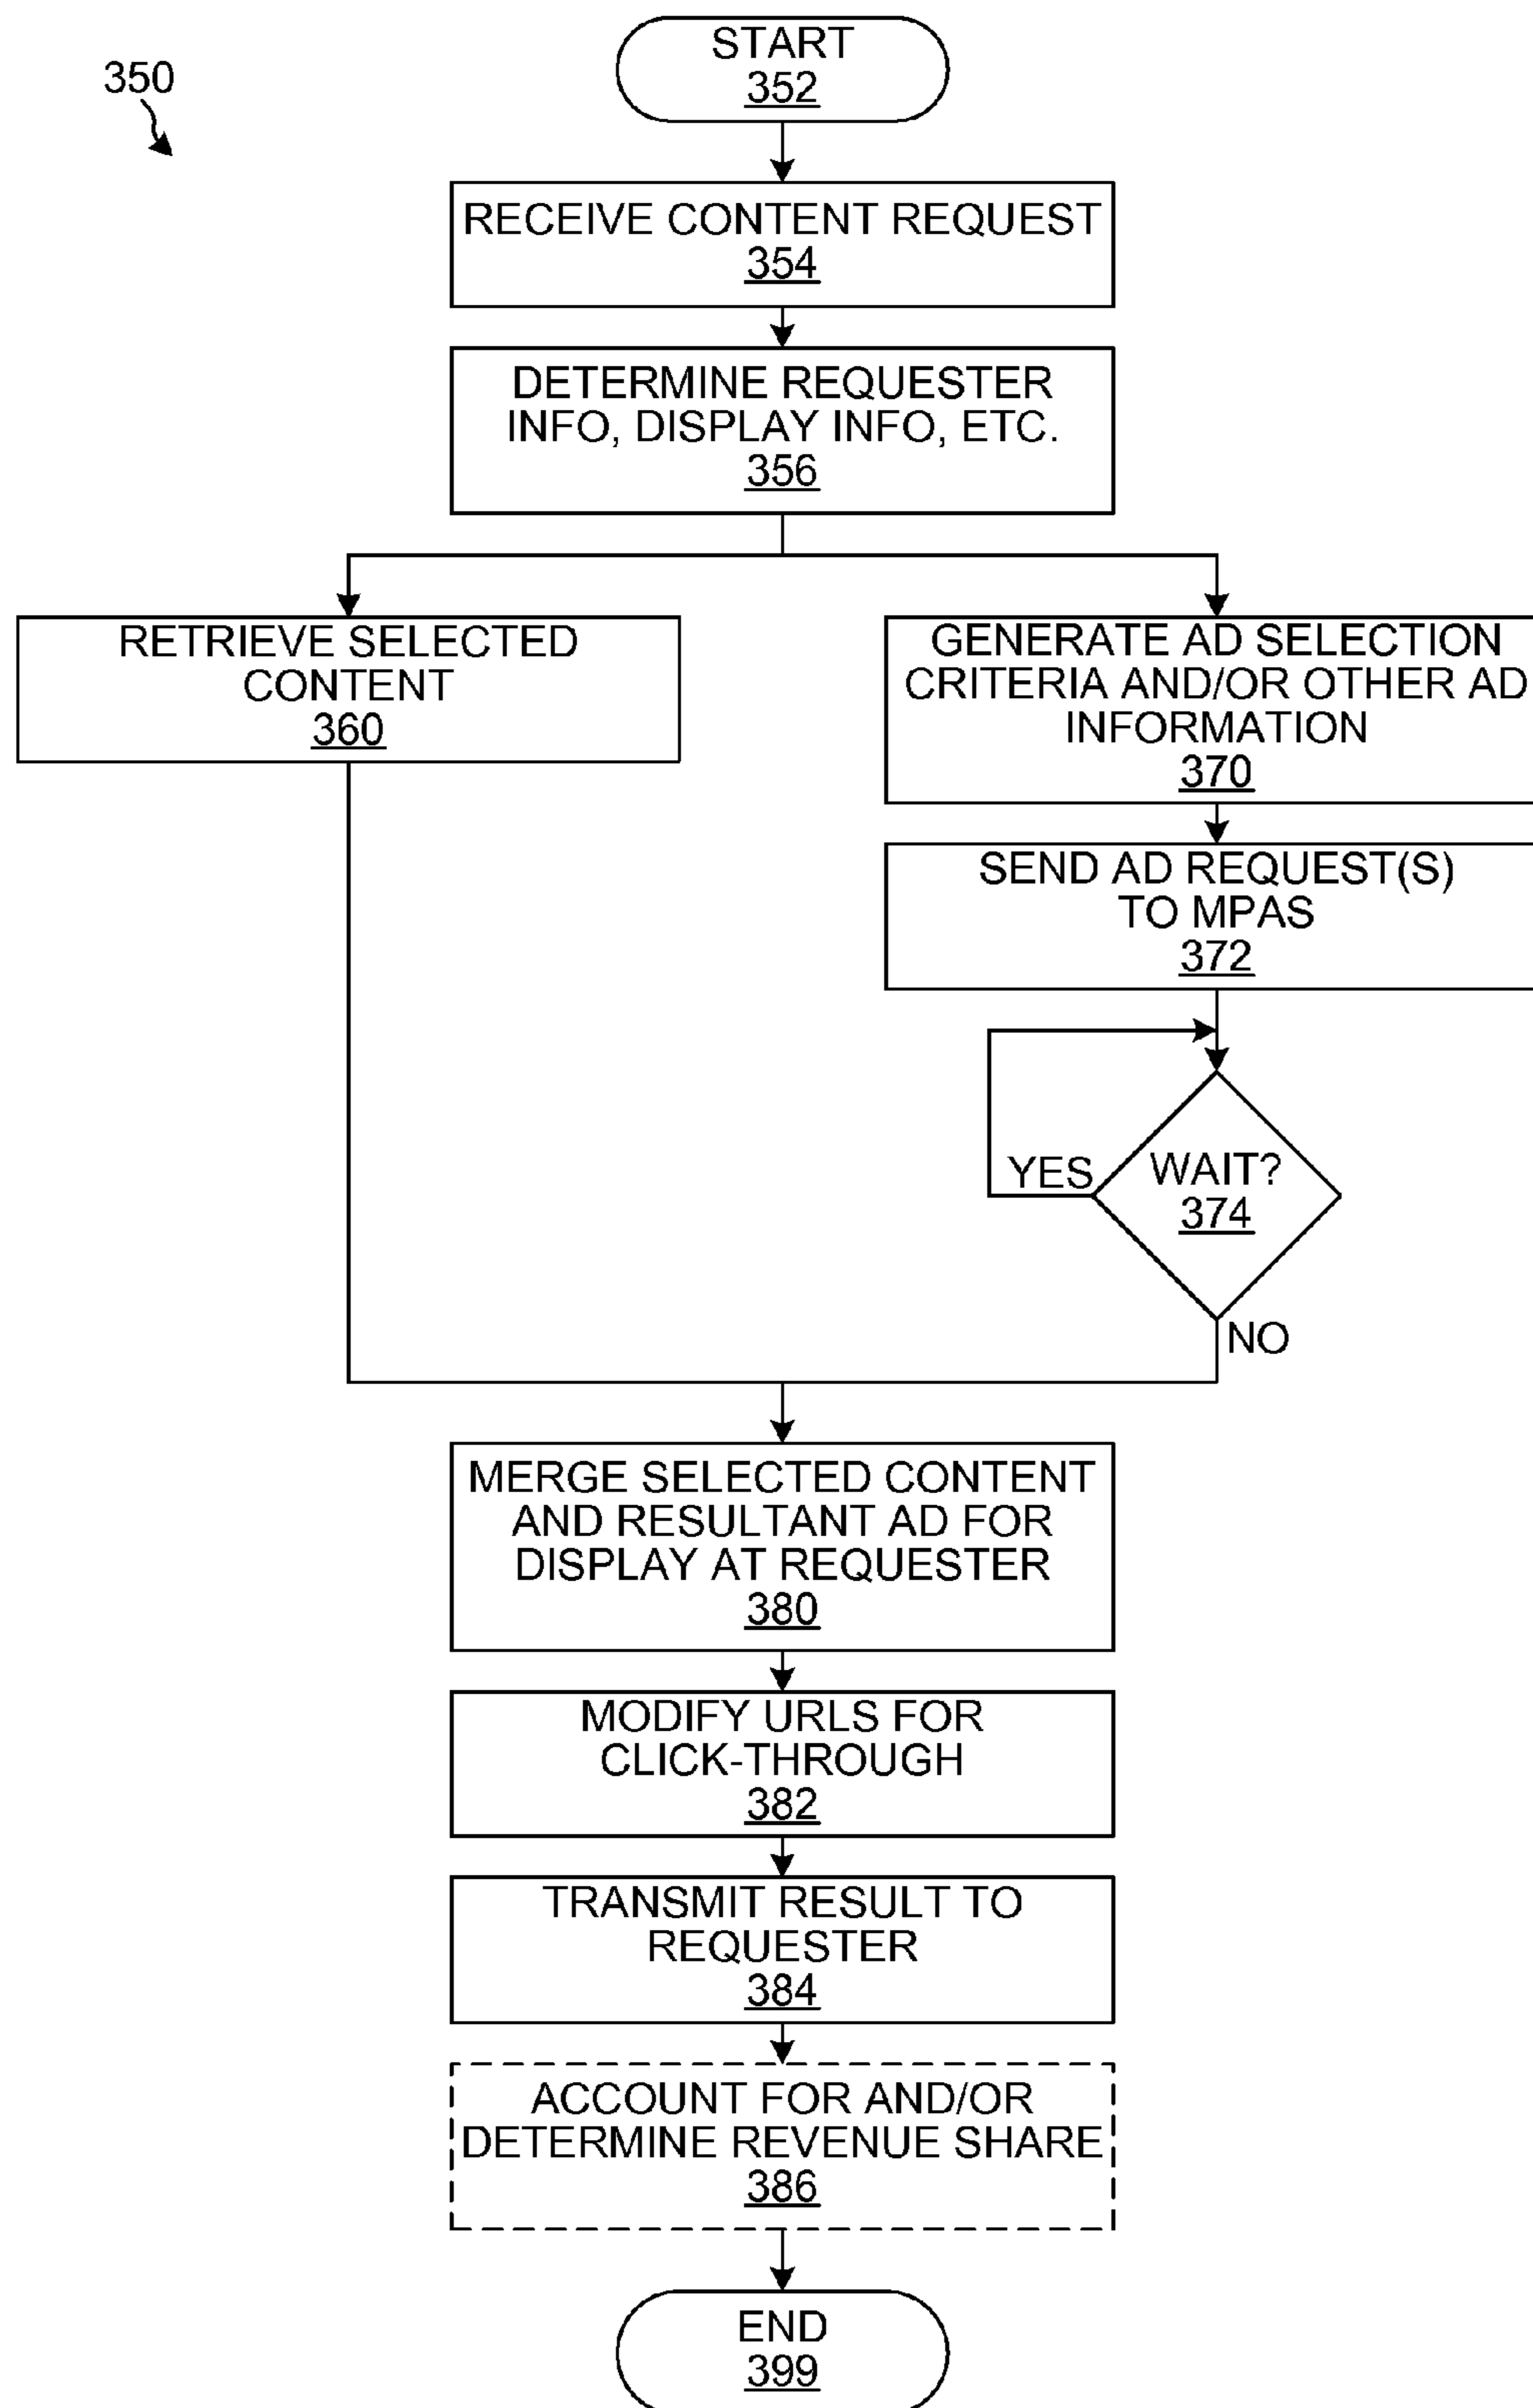 350
START
352
RECEIVE CONTENT REQUEST
354
DETERMINE REQUESTER
INFO, DISPLAY INFO, ETC.
356
RETRIEVE SELECTED
CONTENT
360
GENERATE AD SELECTION
CRITERIA AND/OR OTHER AD
INFORMATION
370
SEND AD REQUEST(S)
TO MPAS
372
WAIT?
374
YES
NO
MERGE SELECTED CONTENT
AND RESULTANT AD FOR
DISPLAY AT REQUESTER
380
MODIFY URLS FOR
CLICK-THROUGH
382
TRANSMIT RESULT TO
REQUESTER
384
ACCOUNT FOR AND/OR
DETERMINE REVENUE SHARE
386
END
399